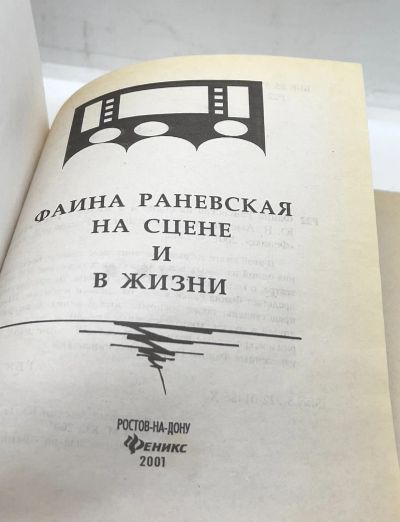 ФАИНА РАНЕВСКАЯ
НА СЦЕНЕ
И
В ЖИЗНИ
РОСТОВ-НА-ДОНУ
ФЕНИКС
2001